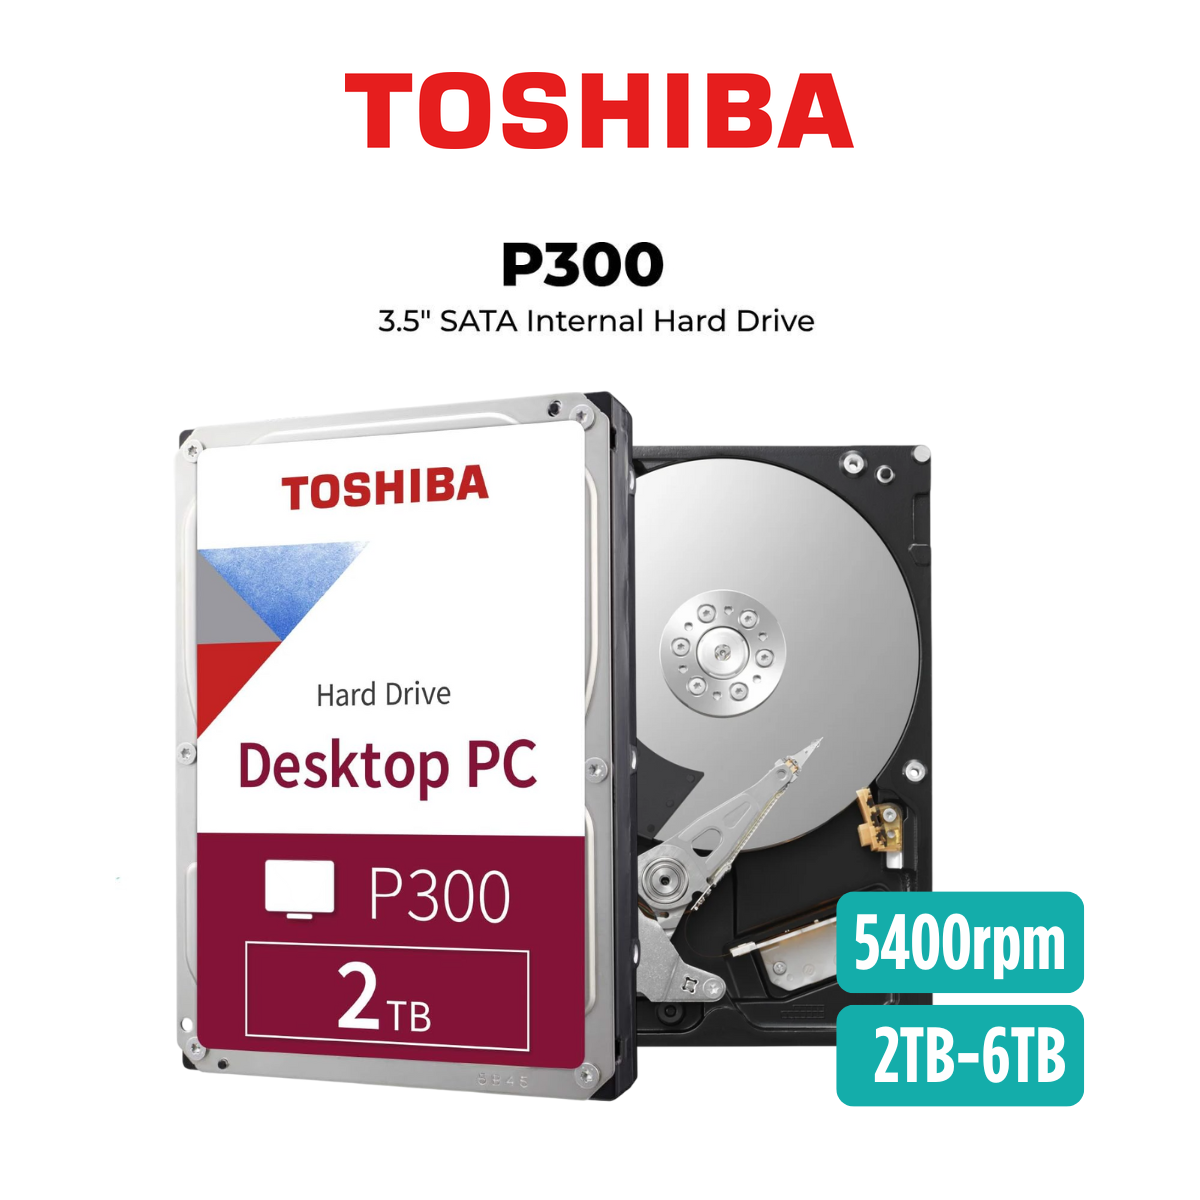 TOSHIBA
P300
3.5" SATA Internal Hard Drive
TOSHIBA
Hard Drive
Desktop PC
P300
2TB
5400rpm
2TB-6TB